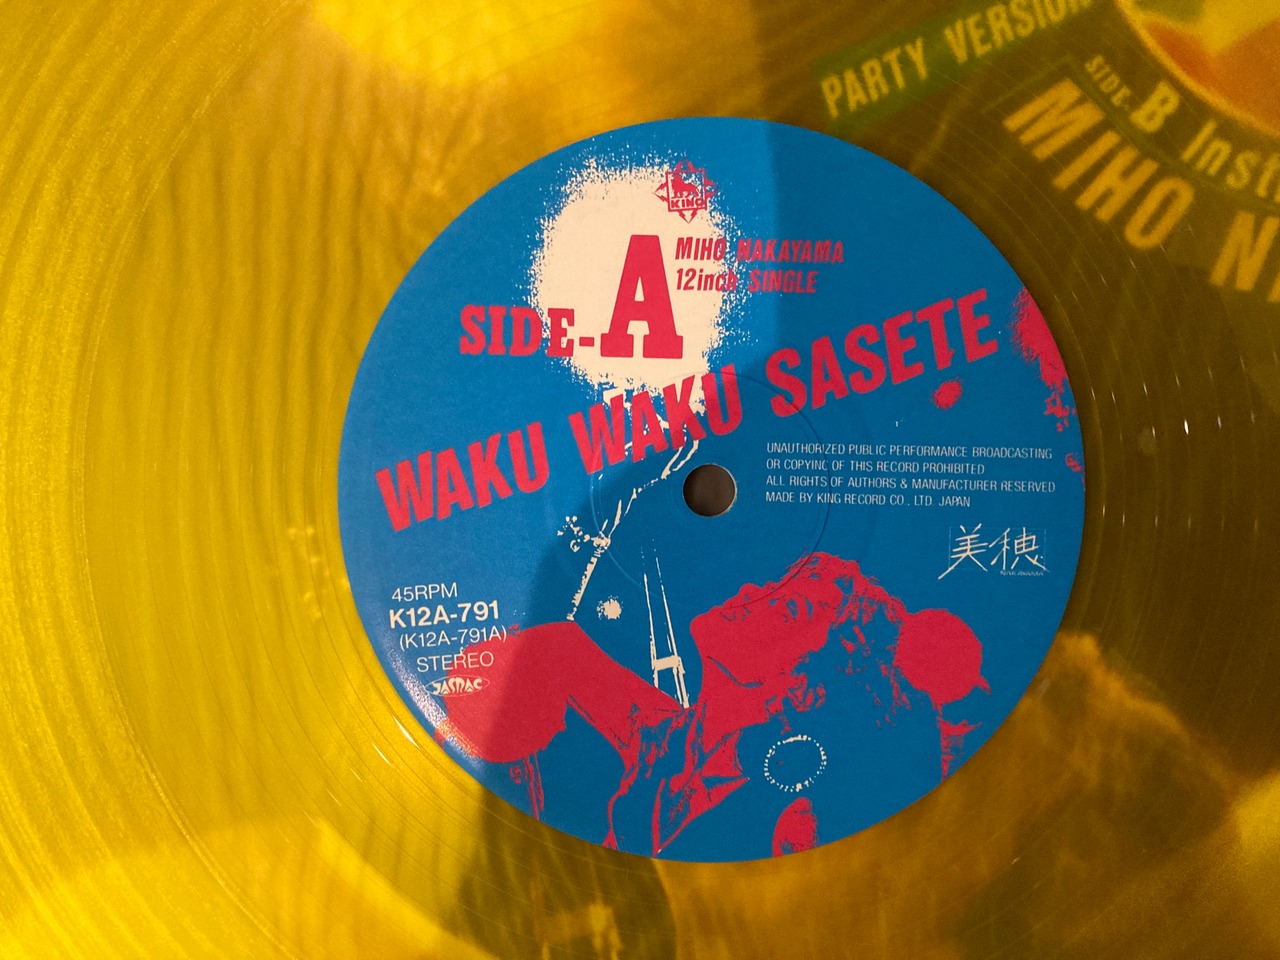 PARTY VERSION
SIDE-B Inst
MIHO N
KING
MIHO NAKAYAMA
12inch SINGLE
SIDE-A
WAKU WAKU SASETE
UNAUTHORIZED PUBLIC PERFORMANCE BROADCASTING
OR COPYING OF THIS RECORD PROHIBITED
ALL RIGHTS OF AUTHORS & MANUFACTURER RESERVED
MADE BY KING RECORD CO., LTD. JAPAN
美穂
45RPM
K12A-791
(K12A-791A)
STEREO
JASRAC